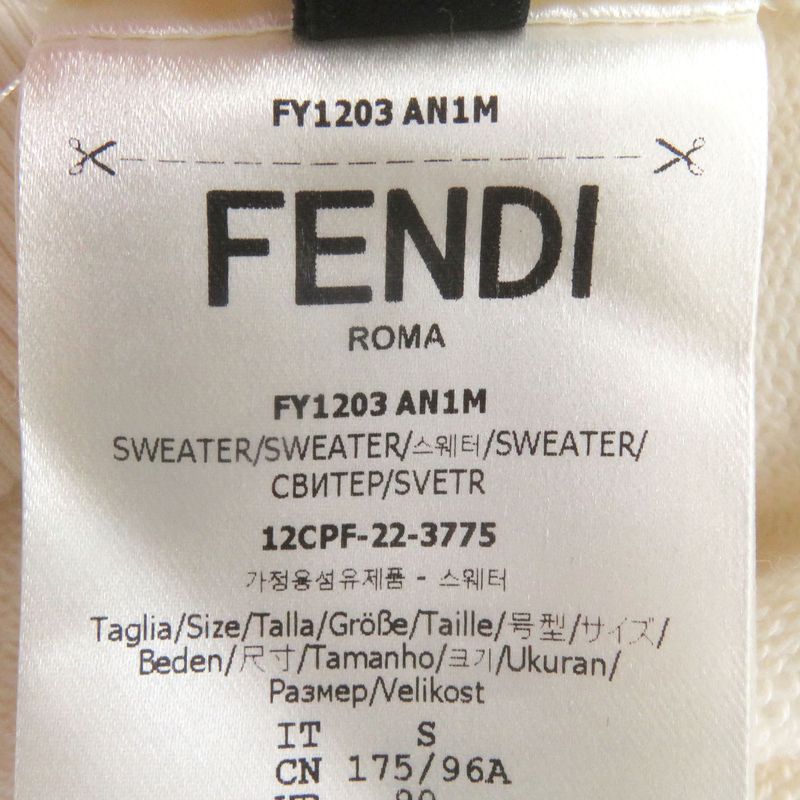 FY1203 AN1M
FENDI
ROMA
FY1203 AN1M
SWEATER/SWEATER/스웨터/SWEATER/
СВИТЕР/SVETR
12CPF-22-3775
가정용섬유제품 - 스웨터
Taglia/Size/Talla/Größe/Taille/号型/サイズ/
Beden/尺寸/Tamanho/크기/Ukuran/
Размер/Velikost
IT S
CN 175/96A